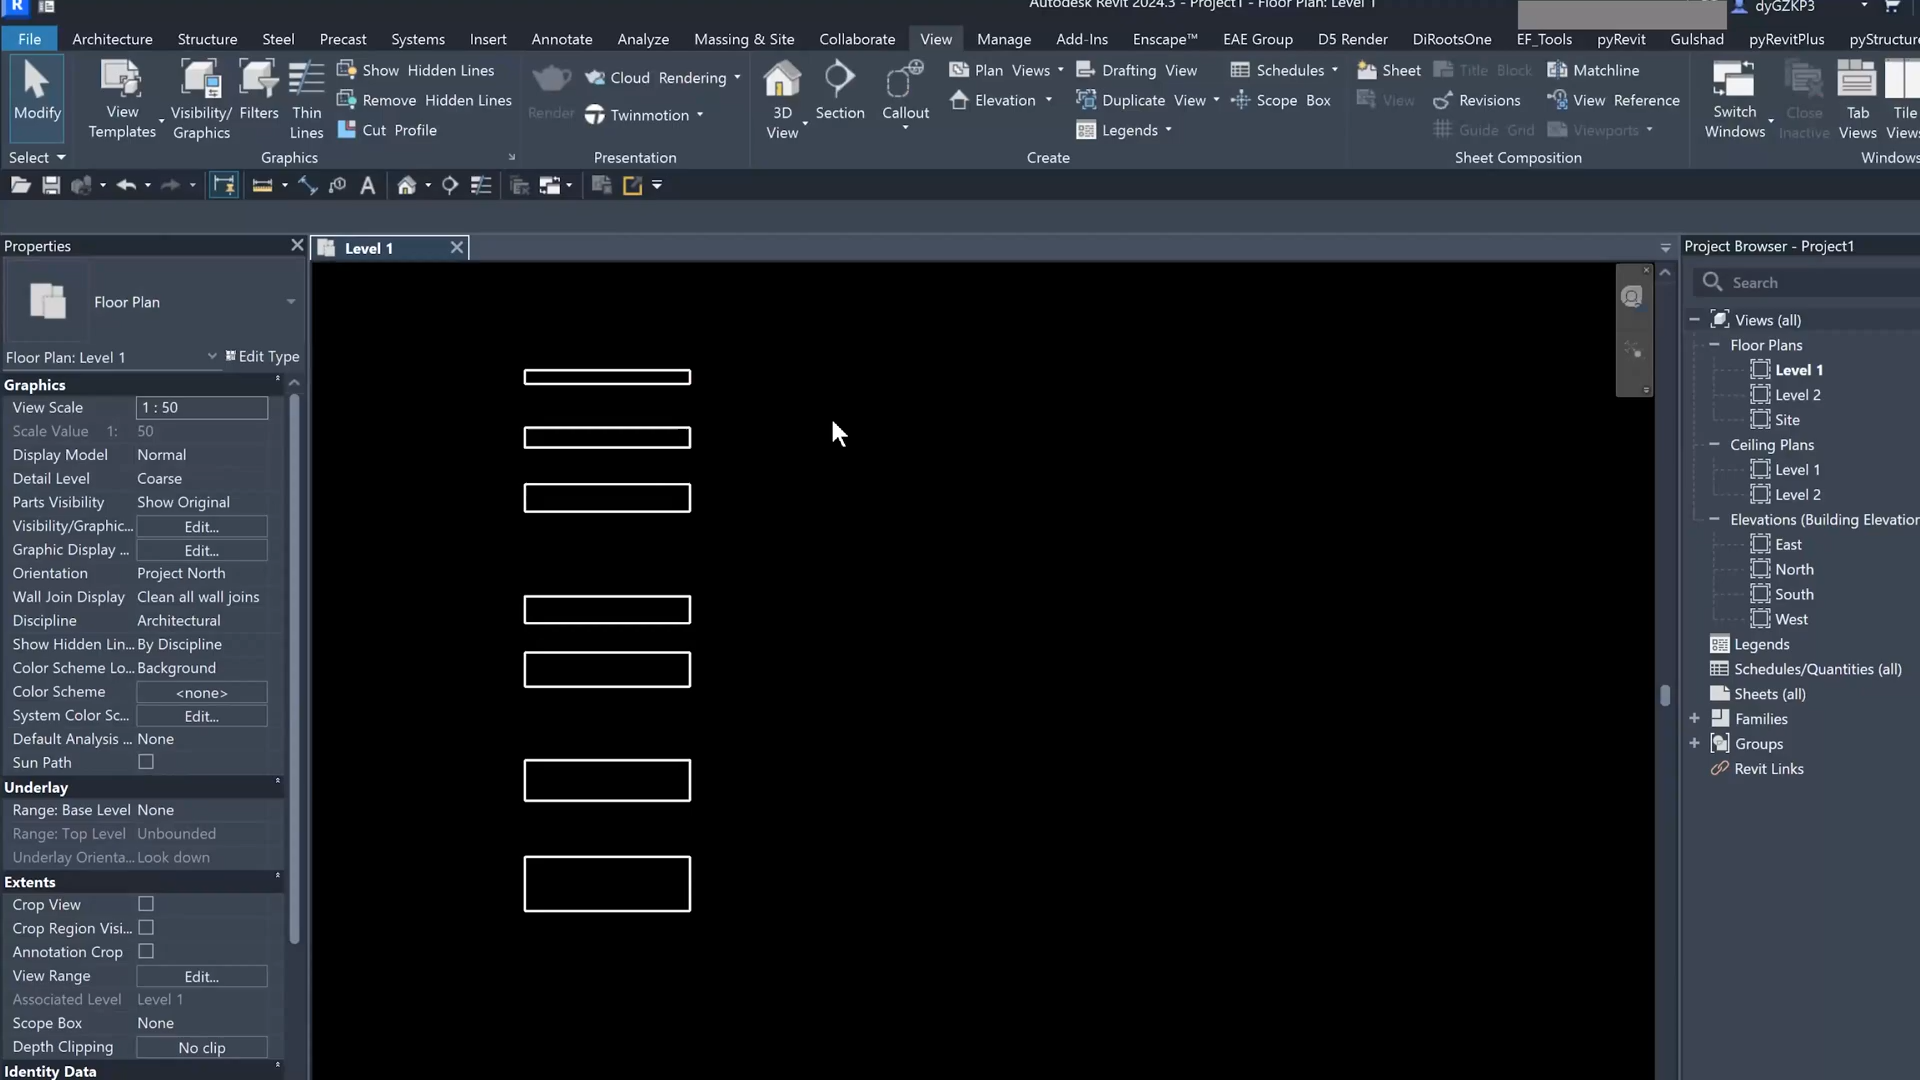 Autodesk Revit 2024.3 - Project1 - Floor Plan: Level 1
dyGZKP3
File Architecture Structure Steel Precast Systems Insert Annotate Analyze Massing & Site Collaborate View Manage Add-Ins Enscape™ EAE Group D5 Render DiRootsOne EF_Tools pyRevit Gulshad pyRevitPlus pyStructure
Modify
View Templates
Visibility/ Graphics
Filters
Thin Lines
Show Hidden Lines
Remove Hidden Lines
Cut Profile
Render
Cloud Rendering
Twinmotion
3D View
Section
Callout
Plan Views
Elevation
Drafting View
Duplicate View
Legends
Schedules
Scope Box
Sheet
View
Title Block
Revisions
Guide Grid
Matchline
View Reference
Viewports
Switch Windows
Close Inactive
Tab Views
Tile Views
Select Graphics Presentation Create Sheet Composition Windows
Properties
Floor Plan
Floor Plan: Level 1
Edit Type
Graphics
View Scale 1 : 50
Scale Value 1: 50
Display Model Normal
Detail Level Coarse
Parts Visibility Show Original
Visibility/Graphic... Edit...
Graphic Display ... Edit...
Orientation Project North
Wall Join Display Clean all wall joins
Discipline Architectural
Show Hidden Lin... By Discipline
Color Scheme Lo... Background
Color Scheme <none>
System Color Sc... Edit...
Default Analysis ... None
Sun Path
Underlay
Range: Base Level None
Range: Top Level Unbounded
Underlay Orienta... Look down
Extents
Crop View
Crop Region Visi...
Annotation Crop
View Range Edit...
Associated Level Level 1
Scope Box None
Depth Clipping No clip
Identity Data
Level 1
Project Browser - Project1
Search
Views (all)
Floor Plans
Level 1
Level 2
Site
Ceiling Plans
Level 1
Level 2
Elevations (Building Elevation
East
North
South
West
Legends
Schedules/Quantities (all)
Sheets (all)
Families
Groups
Revit Links